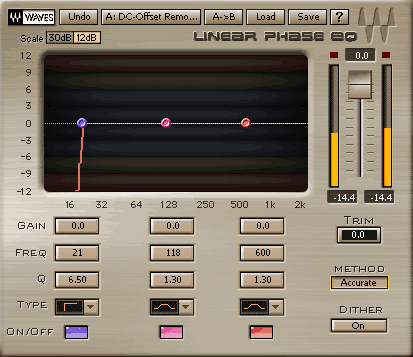 W WAVES Undo A: DC-Offset Remo... A->B Load Save ?
Scale 30dB 12dB LINEAR PHASE EQ
12
9
6
3
0
-3
-6
-9
-12
16 32 64 128 250 500 1k 2k
0.0
-14.4 -14.4
GAIN 0.0 0.0 0.0
FREQ 21 118 600
Q 6.50 1.30 1.30
TYPE
ON/OFF
TRIM
0.0
METHOD
Accurate
DITHER
On